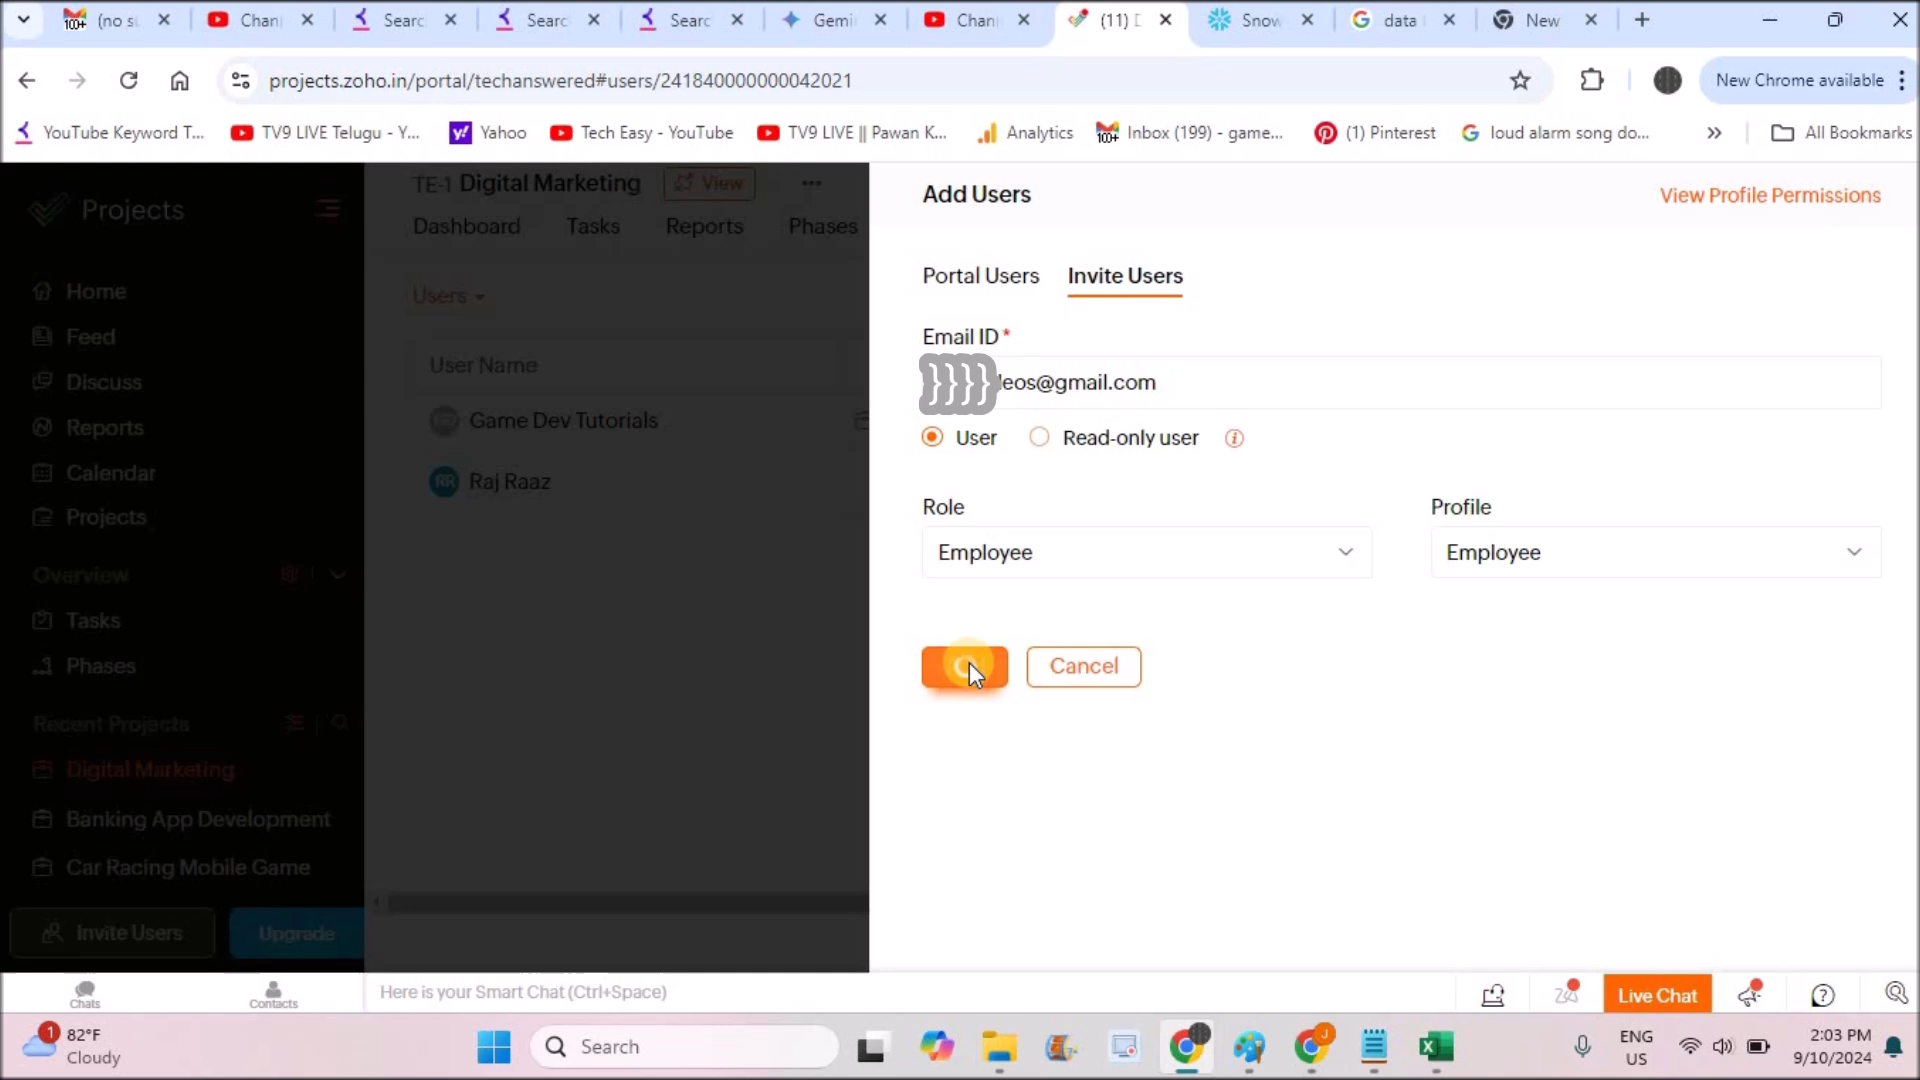 (no su
Chan
Searc
Searc
Searc
Gemi
Chan
(11) D
Snow
data
New
projects.zoho.in/portal/techanswered#users/241840000000042021
New Chrome available
YouTube Keyword T...
TV9 LIVE Telugu - Y...
Yahoo
Tech Easy - YouTube
TV9 LIVE || Pawan K...
Analytics
Inbox (199) - game...
(1) Pinterest
loud alarm song do...
All Bookmarks
Projects
Home
Feed
Discuss
Reports
Calendar
Projects
Overview
Tasks
Phases
Recent Projects
Digital Marketing
Banking App Development
Car Racing Mobile Game
Invite Users
Upgrade
TE-1 Digital Marketing
View
Dashboard
Tasks
Reports
Phases
Users
User Name
Game Dev Tutorials
RR Raj Raaz
Add Users
View Profile Permissions
Portal Users
Invite Users
Email ID *
}}}}leos@gmail.com
User
Read-only user
Role
Profile
Employee
Employee
Cancel
Chats
Contacts
Here is your Smart Chat (Ctrl+Space)
Live Chat
1
82°F
Cloudy
Search
ENG
US
2:03 PM
9/10/2024